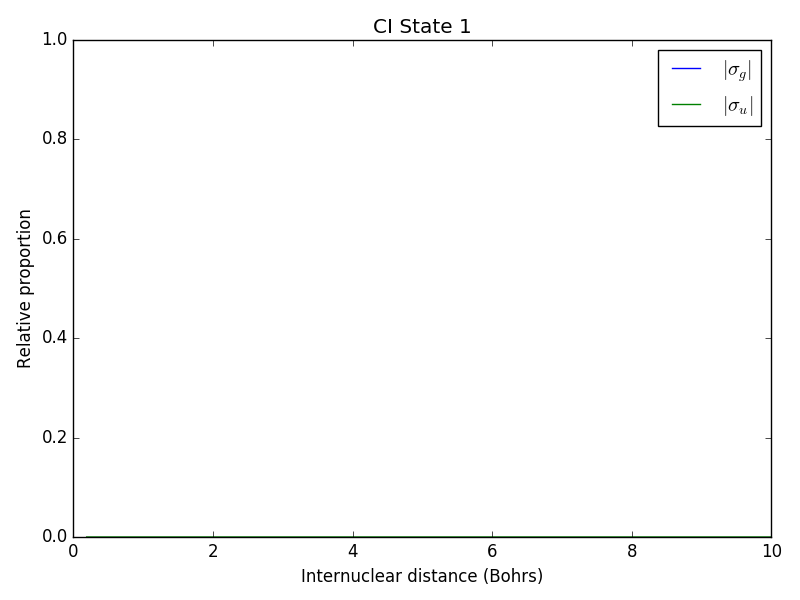 CI State 1
1.0
0.8
0.6
0.4
0.2
0.0
0 2 4 6 8 10
Relative proportion
Internuclear distance (Bohrs)
|σ_g|
|σ_u|